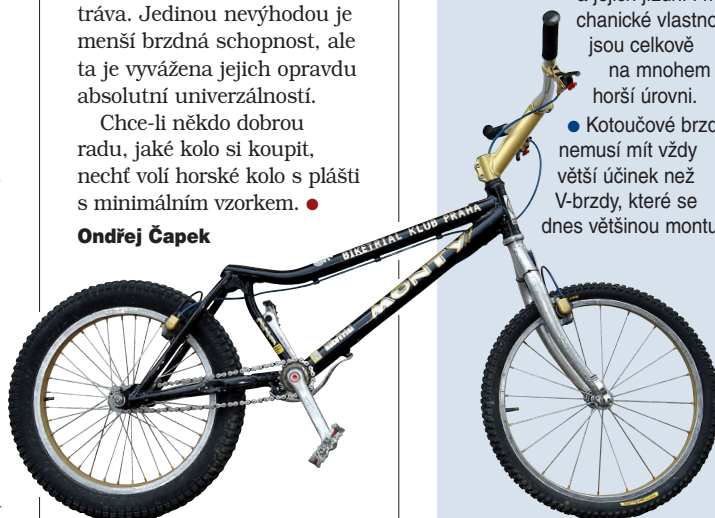 tráva. Jedinou nevýhodou je
menší brzdná schopnost, ale
ta je vyvážena jejich opravdu
absolutní univerzálností.
Chce-li někdo dobrou
radu, jaké kolo si koupit,
nechť volí horské kolo s plášti
s minimálním vzorkem. ●
Ondřej Čapek
a jejich jízdní
chanické vlastno
jsou celkově
na mnohem
horší úrovni.
● Kotoučové brzd
nemusí mít vždy
větší účinek než
V-brzdy, které se
dnes většinou montu
BIKETRIAL KLUB PRAHA
MONTY